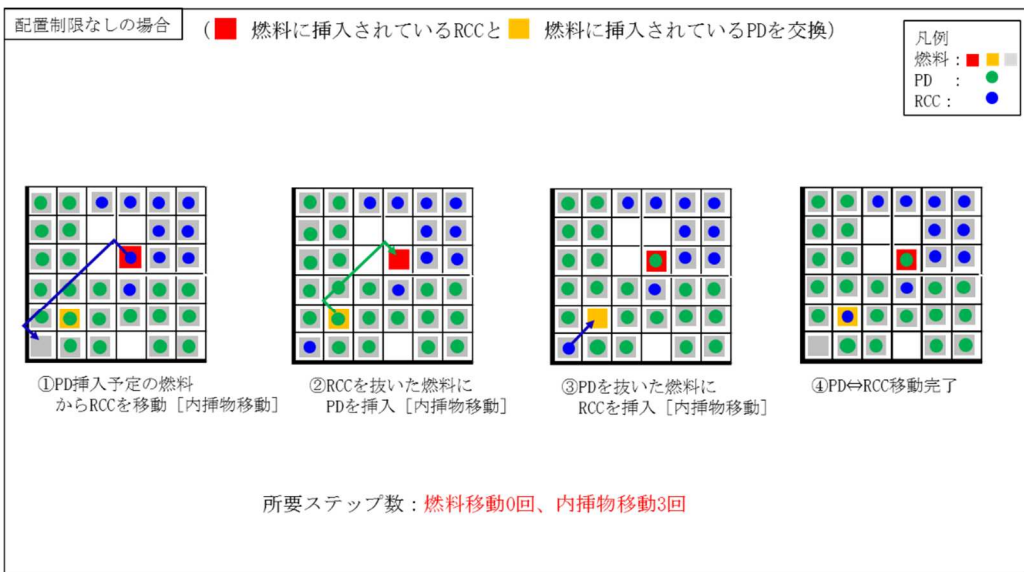 配置制限なしの場合
(■ 燃料に挿入されているRCCと■ 燃料に挿入されているPDを交換)
凡例
燃料:
PD :
RCC:
①PD挿入予定の燃料
からRCCを移動[内挿物移動]
②RCCを抜いた燃料に
PDを挿入[内挿物移動]
③PDを抜いた燃料に
RCCを挿入[内挿物移動]
④PD⇔RCC移動完了
所要ステップ数:燃料移動0回、内挿物移動3回